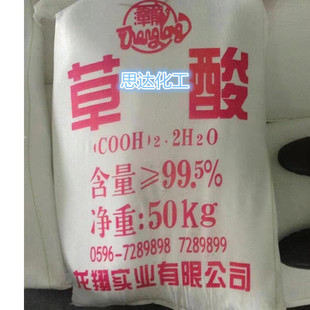 Dhanglong
思达化工
草酸
(COOH)₂·2H₂O
含量≥99.5%
净重:50kg
0596-7289898 7289899
龙翔实业有限公司